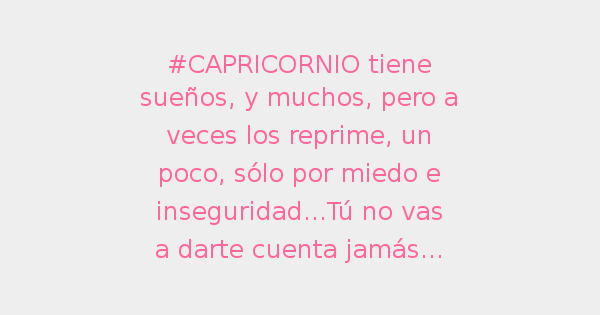 #CAPRICORNIO tiene
sueños, y muchos, pero a
veces los reprime, un
poco, sólo por miedo e
inseguridad...Tú no vas
a darte cuenta jamás...